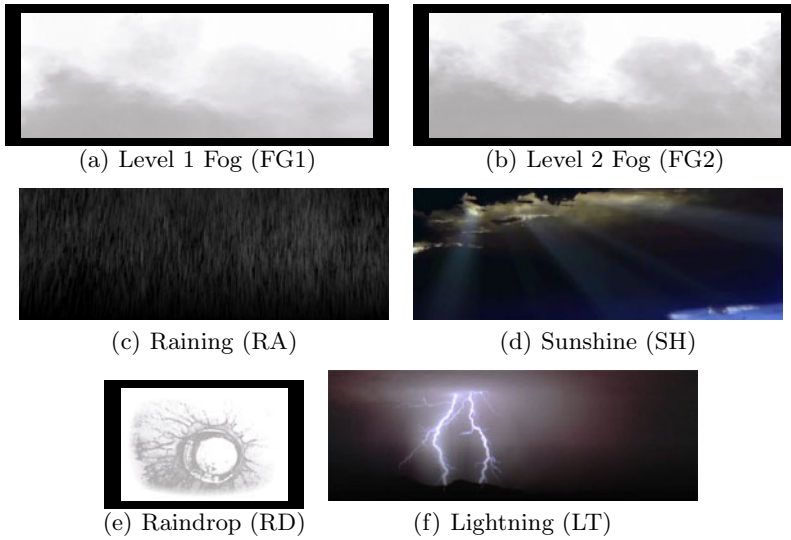 (a) Level 1 Fog (FG1)
(b) Level 2 Fog (FG2)
(c) Raining (RA)
(d) Sunshine (SH)
(e) Raindrop (RD)
(f) Lightning (LT)